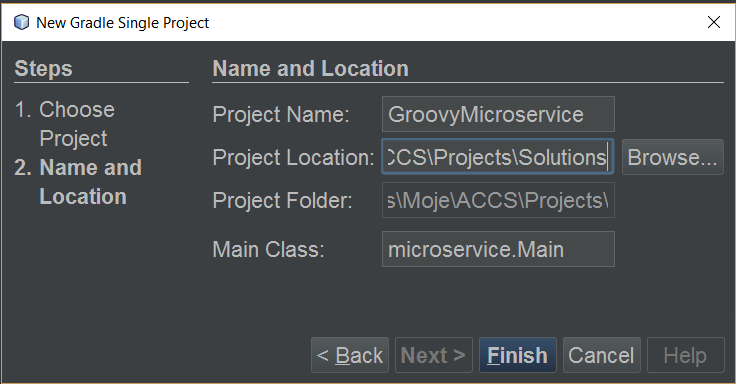 New Gradle Single Project
Steps
1. Choose
Project
2. Name and
Location
Name and Location
Project Name: GroovyMicroservice
Project Location: CCS\Projects\Solutions Browse...
Project Folder: s\Moje\ACCS\Projects\
Main Class: microservice.Main
< Back Next > Finish Cancel Help